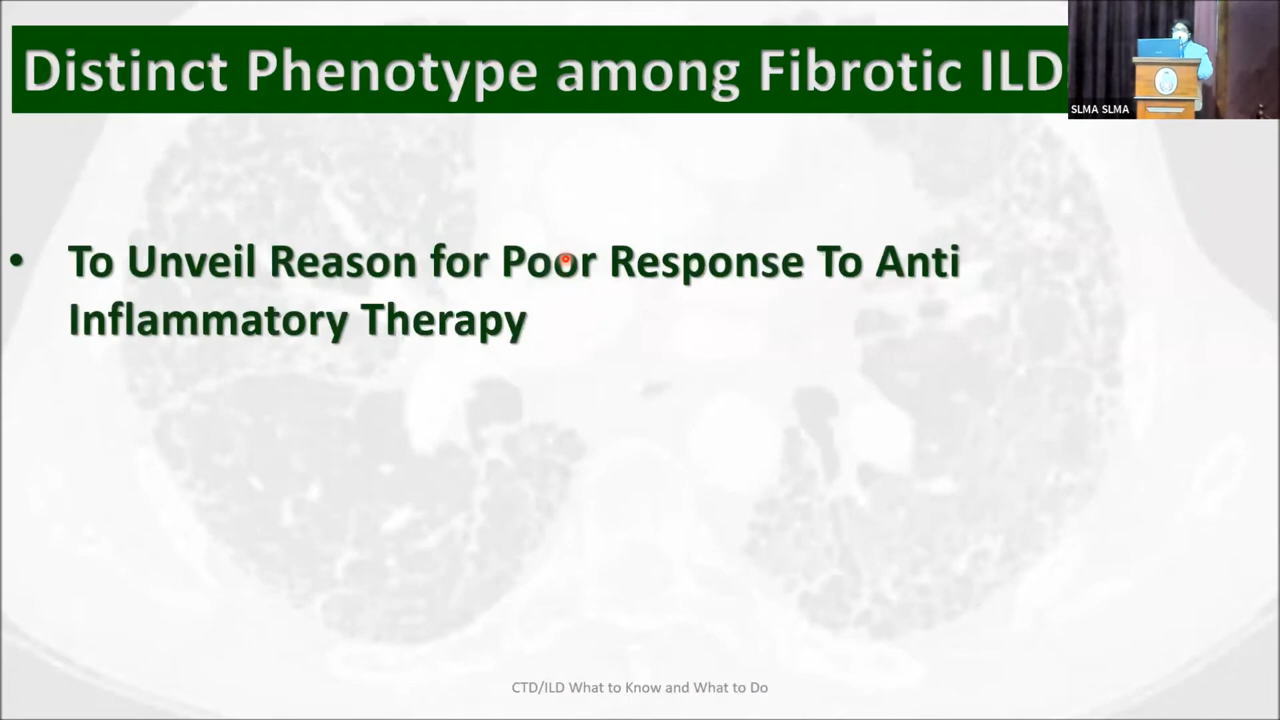 Distinct Phenotype among Fibrotic ILD
SLMA SLMA
• To Unveil Reason for Poor Response To Anti
Inflammatory Therapy
CTD/ILD What to Know and What to Do